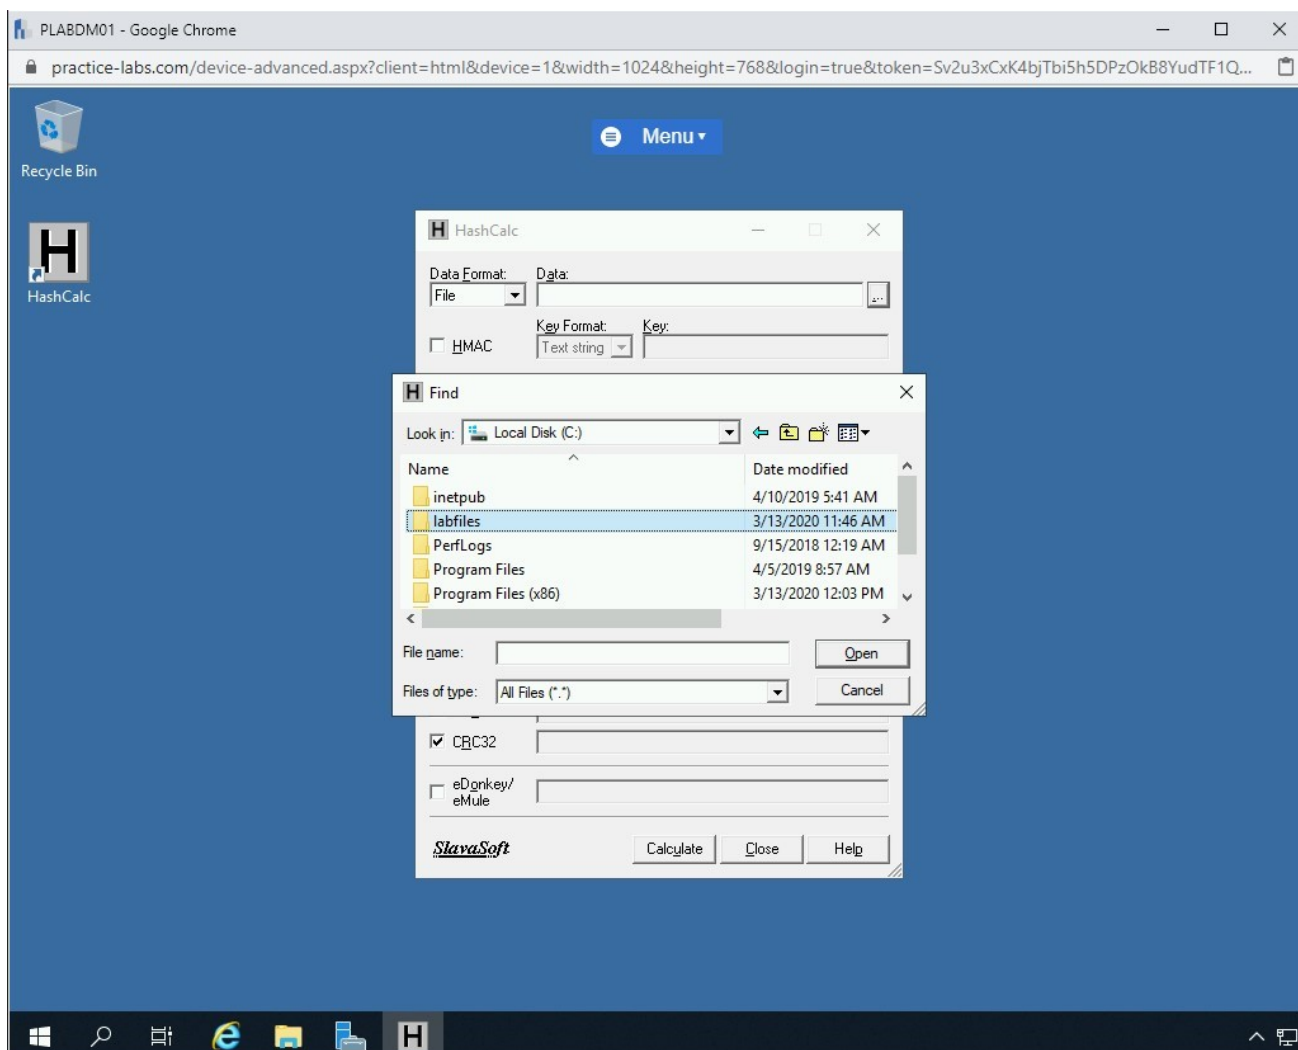 PLABDM01 - Google Chrome
practice-labs.com/device-advanced.aspx?client=html&device=1&width=1024&height=768&login=true&token=Sv2u3xCxK4bjTbi5h5DPzOkB8YudTF1Q...
Menu
Recycle Bin
HashCalc
H HashCalc
Data Format: Data:
File ...
Key Format: Key:
HMAC Text string
H Find
Look in: Local Disk (C:)
Name Date modified
inetpub 4/10/2019 5:41 AM
labfiles 3/13/2020 11:46 AM
PerfLogs 9/15/2018 12:19 AM
Program Files 4/5/2019 8:57 AM
Program Files (x86) 3/13/2020 12:03 PM
File name: Open
Files of type: All Files (*.*) Cancel
CRC32
eDonkey/
eMule
SlavaSoft Calculate Close Help
H